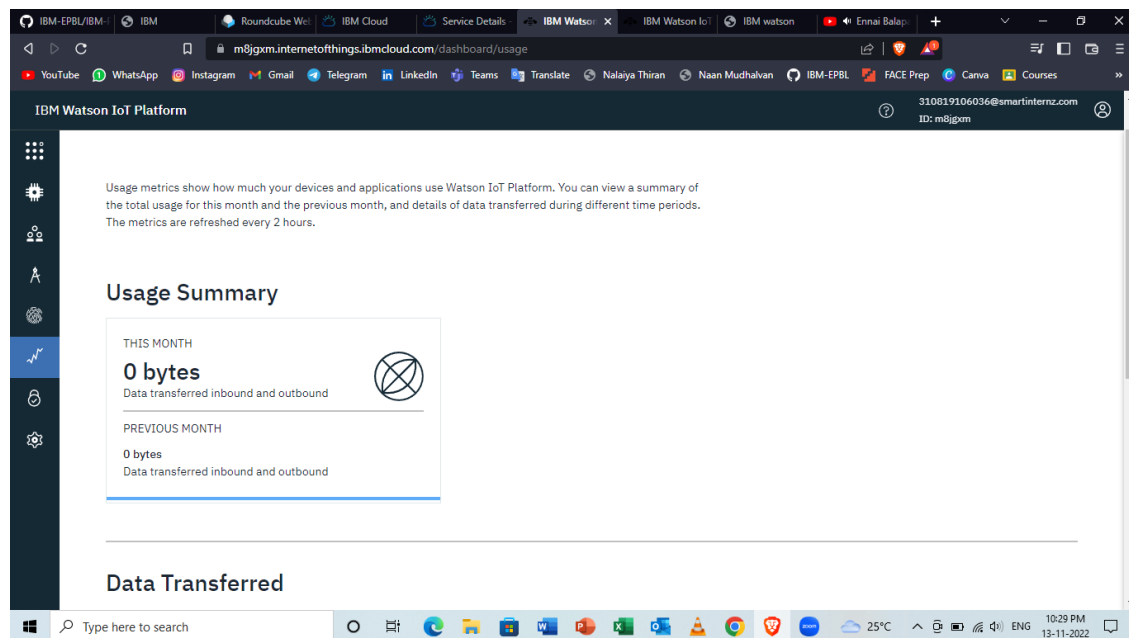 IBM-EPBL/IBM-
IBM
Roundcube Web
IBM Cloud
Service Details -
IBM Watson
IBM Watson IoT
IBM watson
Ennai Balapc
m8jgxm.internetofthings.ibmcloud.com/dashboard/usage
YouTube WhatsApp Instagram Gmail Telegram LinkedIn Teams Translate Nalaiya Thiran Naan Mudhalvan IBM-EPBL FACE Prep Canva Courses »
IBM Watson IoT Platform
310819106036@smartinternz.com
ID: m8jgxm
Usage metrics show how much your devices and applications use Watson IoT Platform. You can view a summary of
the total usage for this month and the previous month, and details of data transferred during different time periods.
The metrics are refreshed every 2 hours.
Usage Summary
THIS MONTH
0 bytes
Data transferred inbound and outbound
PREVIOUS MONTH
0 bytes
Data transferred inbound and outbound
Data Transferred
Type here to search
25°C
ENG
10:29 PM
13-11-2022